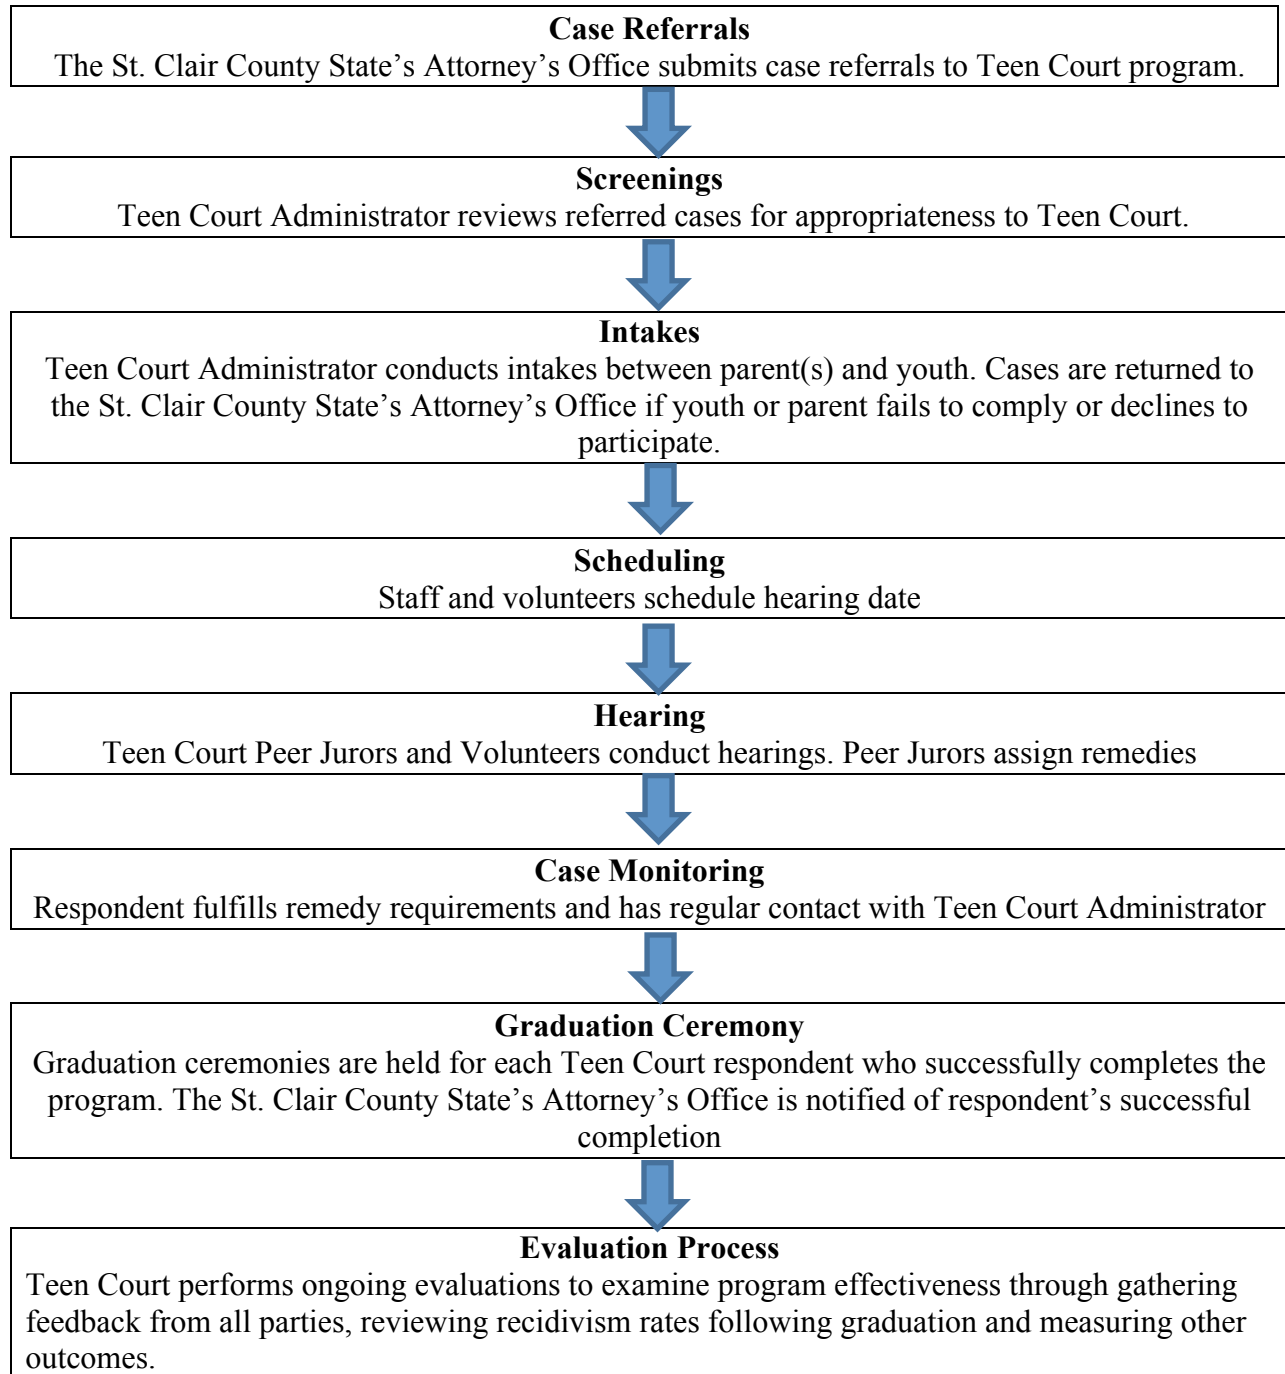 Case Referrals
The St. Clair County State’s Attorney’s Office submits case referrals to Teen Court program.
Screenings
Teen Court Administrator reviews referred cases for appropriateness to Teen Court.
Intakes
Teen Court Administrator conducts intakes between parent(s) and youth. Cases are returned to
the St. Clair County State’s Attorney’s Office if youth or parent fails to comply or declines to
participate.
Scheduling
Staff and volunteers schedule hearing date
Hearing
Teen Court Peer Jurors and Volunteers conduct hearings. Peer Jurors assign remedies
Case Monitoring
Respondent fulfills remedy requirements and has regular contact with Teen Court Administrator
Graduation Ceremony
Graduation ceremonies are held for each Teen Court respondent who successfully completes the
program. The St. Clair County State’s Attorney’s Office is notified of respondent’s successful
completion
Evaluation Process
Teen Court performs ongoing evaluations to examine program effectiveness through gathering
feedback from all parties, reviewing recidivism rates following graduation and measuring other
outcomes.